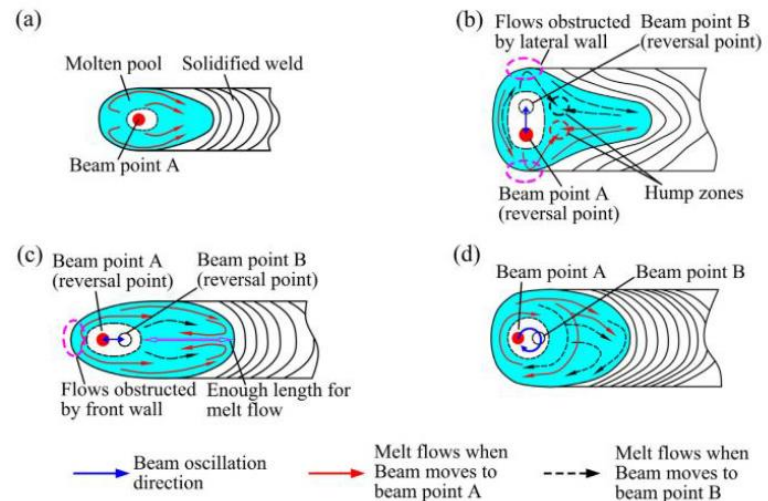 (a)
Molten pool
Solidified weld
Beam point A
(b)
Flows obstructed
by lateral wall
Beam point B
(reversal point)
Beam point A
(reversal point)
Hump zones
(c)
Beam point A
(reversal point)
Beam point B
(reversal point)
Flows obstructed
by front wall
Enough length for
melt flow
(d)
Beam point A
Beam point B
Beam oscillation
direction
Melt flows when
Beam moves to
beam point A
Melt flows when
Beam moves to
beam point B